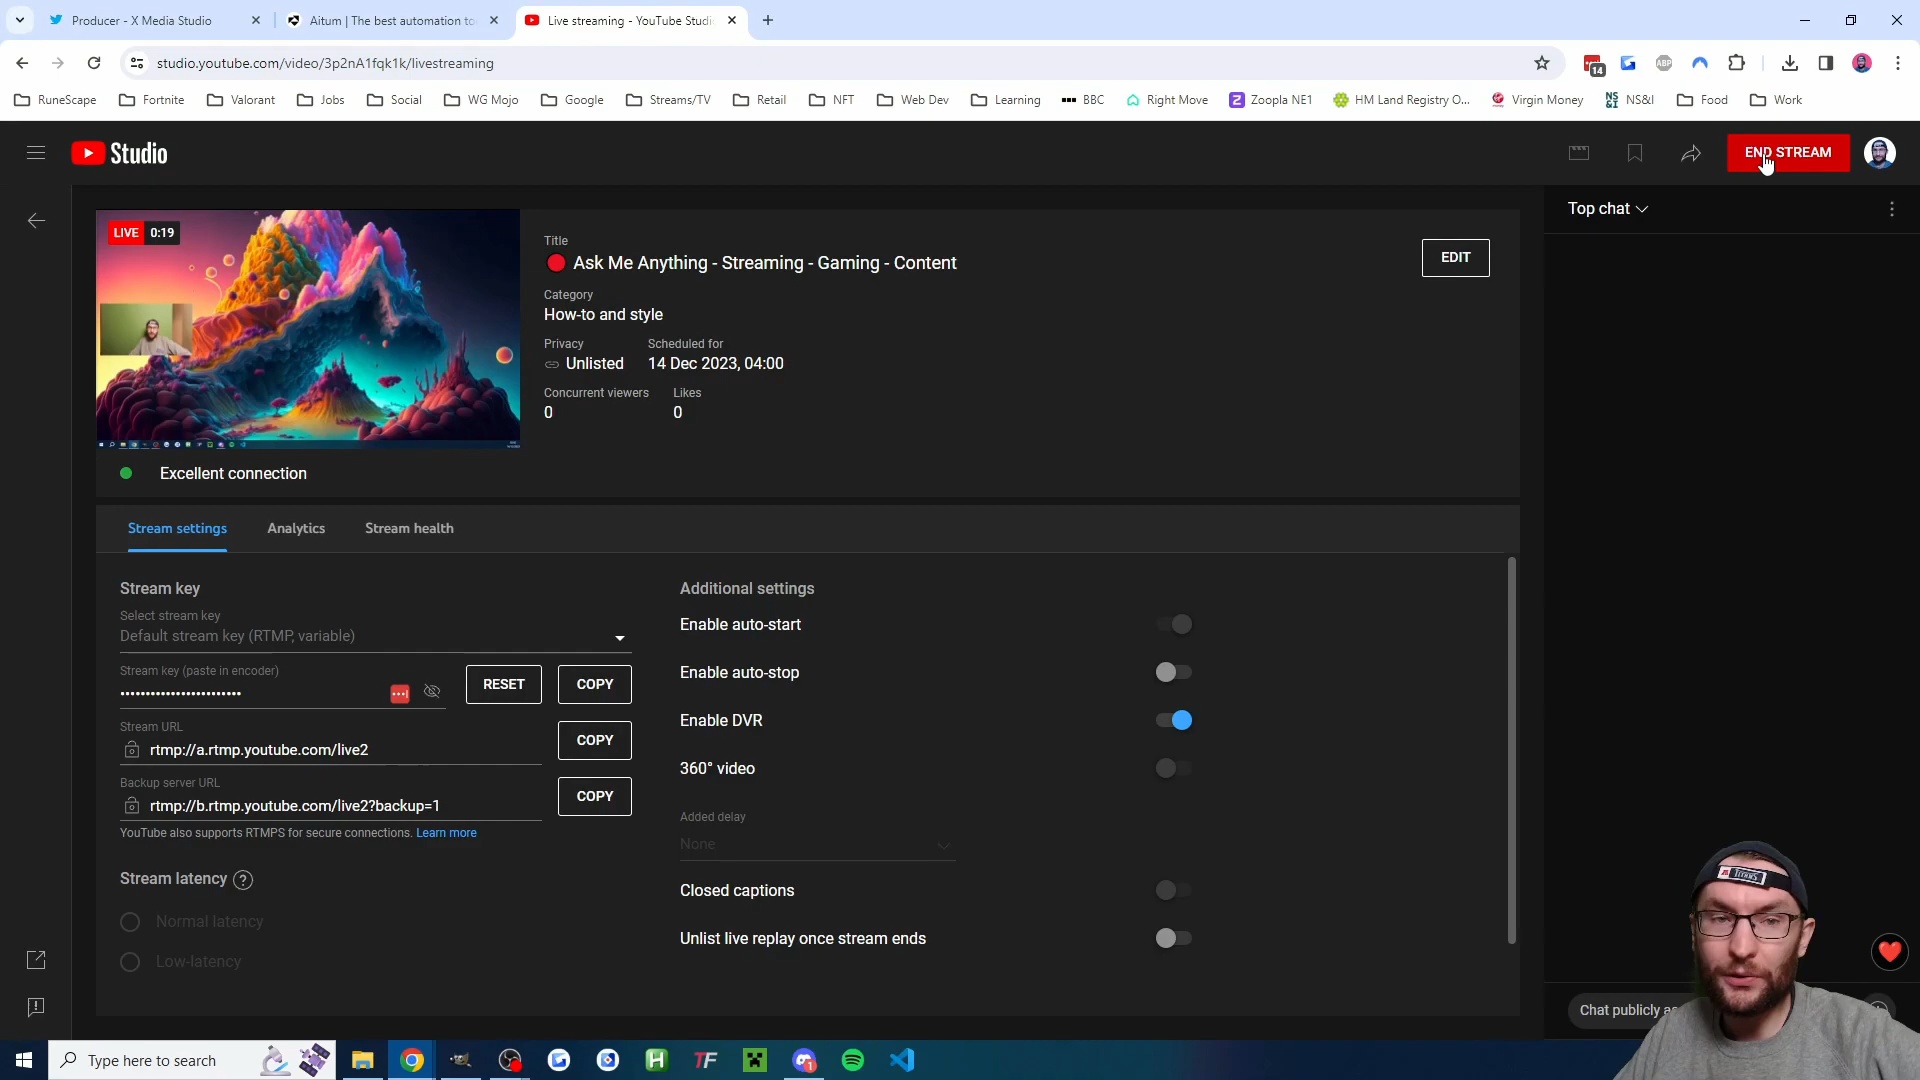 Producer - X Media Studio
Aitum | The best automation to
Live streaming - YouTube Studi
studio.youtube.com/video/3p2nA1fqk1k/livestreaming
14
ABP
RuneScape
Fortnite
Valorant
Jobs
Social
WG Mojo
Google
Streams/TV
Retail
NFT
Web Dev
Learning
BBC
Right Move
Zoopla NE1
HM Land Registry O...
Virgin Money
NS&I
NS&I
Food
Work
Studio
END STREAM
Top chat
LIVE 0:19
Title
Ask Me Anything - Streaming - Gaming - Content
EDIT
Category
How-to and style
Privacy
Scheduled for
Unlisted
14 Dec 2023, 04:00
Concurrent viewers
Likes
0
0
Excellent connection
Stream settings
Analytics
Stream health
Stream key
Select stream key
Default stream key (RTMP, variable)
Stream key (paste in encoder)
RESET
COPY
Stream URL
rtmp://a.rtmp.youtube.com/live2
COPY
Backup server URL
rtmp://b.rtmp.youtube.com/live2?backup=1
COPY
YouTube also supports RTMPS for secure connections. Learn more
Stream latency
Normal latency
Low-latency
Additional settings
Enable auto-start
Enable auto-stop
Enable DVR
360° video
Added delay
None
Closed captions
Unlist live replay once stream ends
Chat publicly as
Type here to search
H
TF